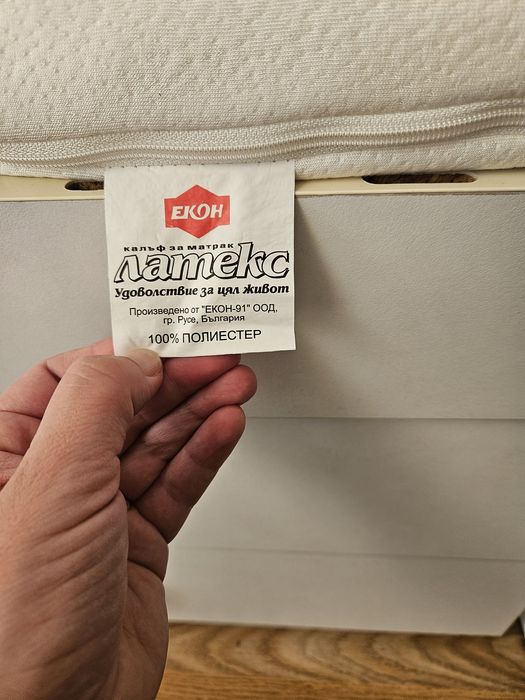 ЕКОН
калъф за матрак
Латекс
Удоволствие за цял живот
Произведено от "ЕКОН-91" ООД,
гр. Русе, България
100% ПОЛИЕСТЕР